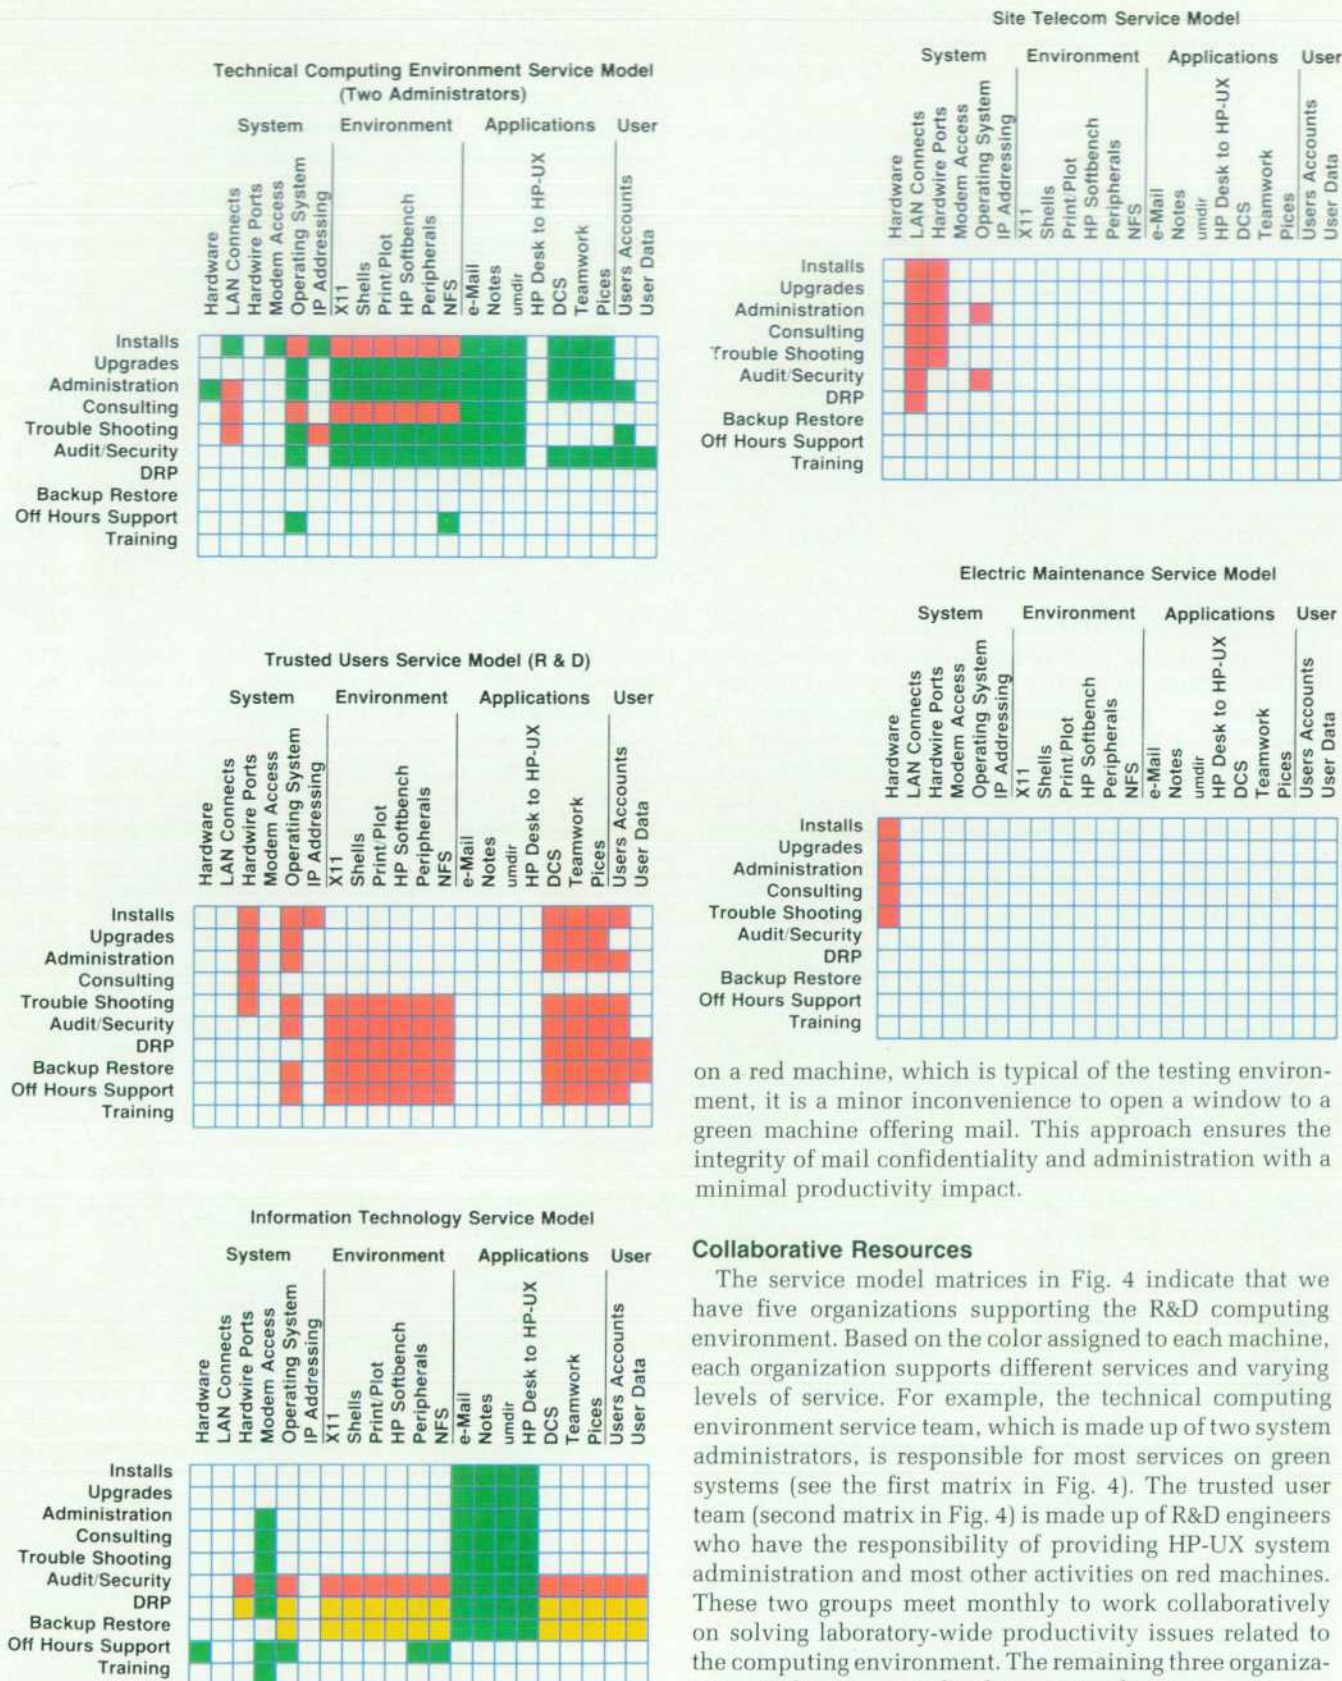 Technical Computing Environment Service Model
(Two Administrators)
System Environment Applications User
Hardware
LAN Connects
Hardwire Ports
Modem Access
Operating System
IP Addressing
X11
Shells
Print/Plot
HP Softbench
Peripherals
NFS
e-Mail
Notes
umdir
HP Desk to HP-UX
DCS
Teamwork
Pices
Users Accounts
User Data
Installs
Upgrades
Administration
Consulting
Trouble Shooting
Audit/Security
DRP
Backup Restore
Off Hours Support
Training
Trusted Users Service Model (R & D)
System Environment Applications User
Hardware
LAN Connects
Hardwire Ports
Modem Access
Operating System
IP Addressing
X11
Shells
Print/Plot
HP Softbench
Peripherals
NFS
e-Mail
Notes
umdir
HP Desk to HP-UX
DCS
Teamwork
Pices
Users Accounts
User Data
Installs
Upgrades
Administration
Consulting
Trouble Shooting
Audit/Security
DRP
Backup Restore
Off Hours Support
Training
Information Technology Service Model
System Environment Applications User
Hardware
LAN Connects
Hardwire Ports
Modem Access
Operating System
IP Addressing
X11
Shells
Print/Plot
HP Softbench
Peripherals
NFS
e-Mail
Notes
umdir
HP Desk to HP-UX
DCS
Teamwork
Pices
Users Accounts
User Data
Installs
Upgrades
Administration
Consulting
Trouble Shooting
Audit/Security
DRP
Backup Restore
Off Hours Support
Training
Site Telecom Service Model
System Environment Applications User
Hardware
LAN Connects
Hardwire Ports
Modem Access
Operating System
IP Addressing
X11
Shells
Print/Plot
HP Softbench
Peripherals
NFS
e-Mail
Notes
umdir
HP Desk to HP-UX
DCS
Teamwork
Pices
Users Accounts
User Data
Installs
Upgrades
Administration
Consulting
Trouble Shooting
Audit/Security
DRP
Backup Restore
Off Hours Support
Training
Electric Maintenance Service Model
System Environment Applications User
Hardware
LAN Connects
Hardwire Ports
Modem Access
Operating System
IP Addressing
X11
Shells
Print/Plot
HP Softbench
Peripherals
NFS
e-Mail
Notes
umdir
HP Desk to HP-UX
DCS
Teamwork
Pices
Users Accounts
User Data
Installs
Upgrades
Administration
Consulting
Trouble Shooting
Audit/Security
DRP
Backup Restore
Off Hours Support
Training
on a red machine, which is typical of the testing environ-
ment, it is a minor inconvenience to open a window to a
green machine offering mail. This approach ensures the
integrity of mail confidentiality and administration with a
minimal productivity impact.
Collaborative Resources
The service model matrices in Fig. 4 indicate that we
have five organizations supporting the R&D computing
environment. Based on the color assigned to each machine,
each organization supports different services and varying
levels of service. For example, the technical computing
environment service team, which is made up of two system
administrators, is responsible for most services on green
systems (see the first matrix in Fig. 4). The trusted user
team (second matrix in Fig. 4) is made up of R&D engineers
who have the responsibility of providing HP-UX system
administration and most other activities on red machines.
These two groups meet monthly to work collaboratively
on solving laboratory-wide productivity issues related to
the computing environment. The remaining three organiza-